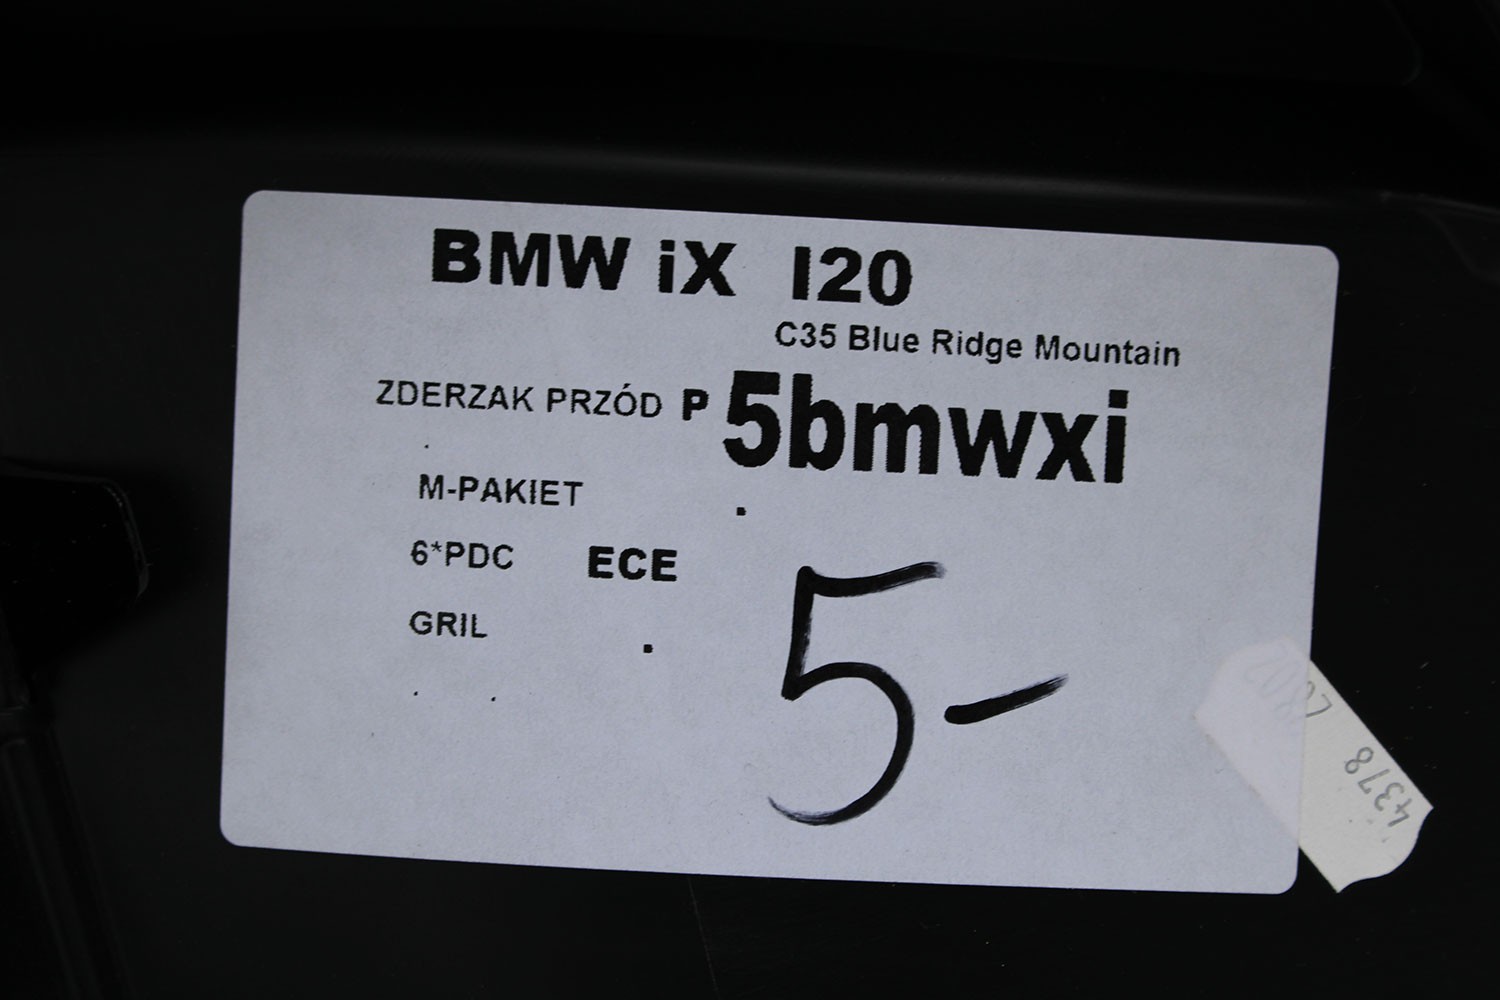 BMW iX I20
C35 Blue Ridge Mountain
ZDERZAK PRZÓD P 5bmwxi
M-PAKIET
6*PDC ECE
GRIL
5-
4378